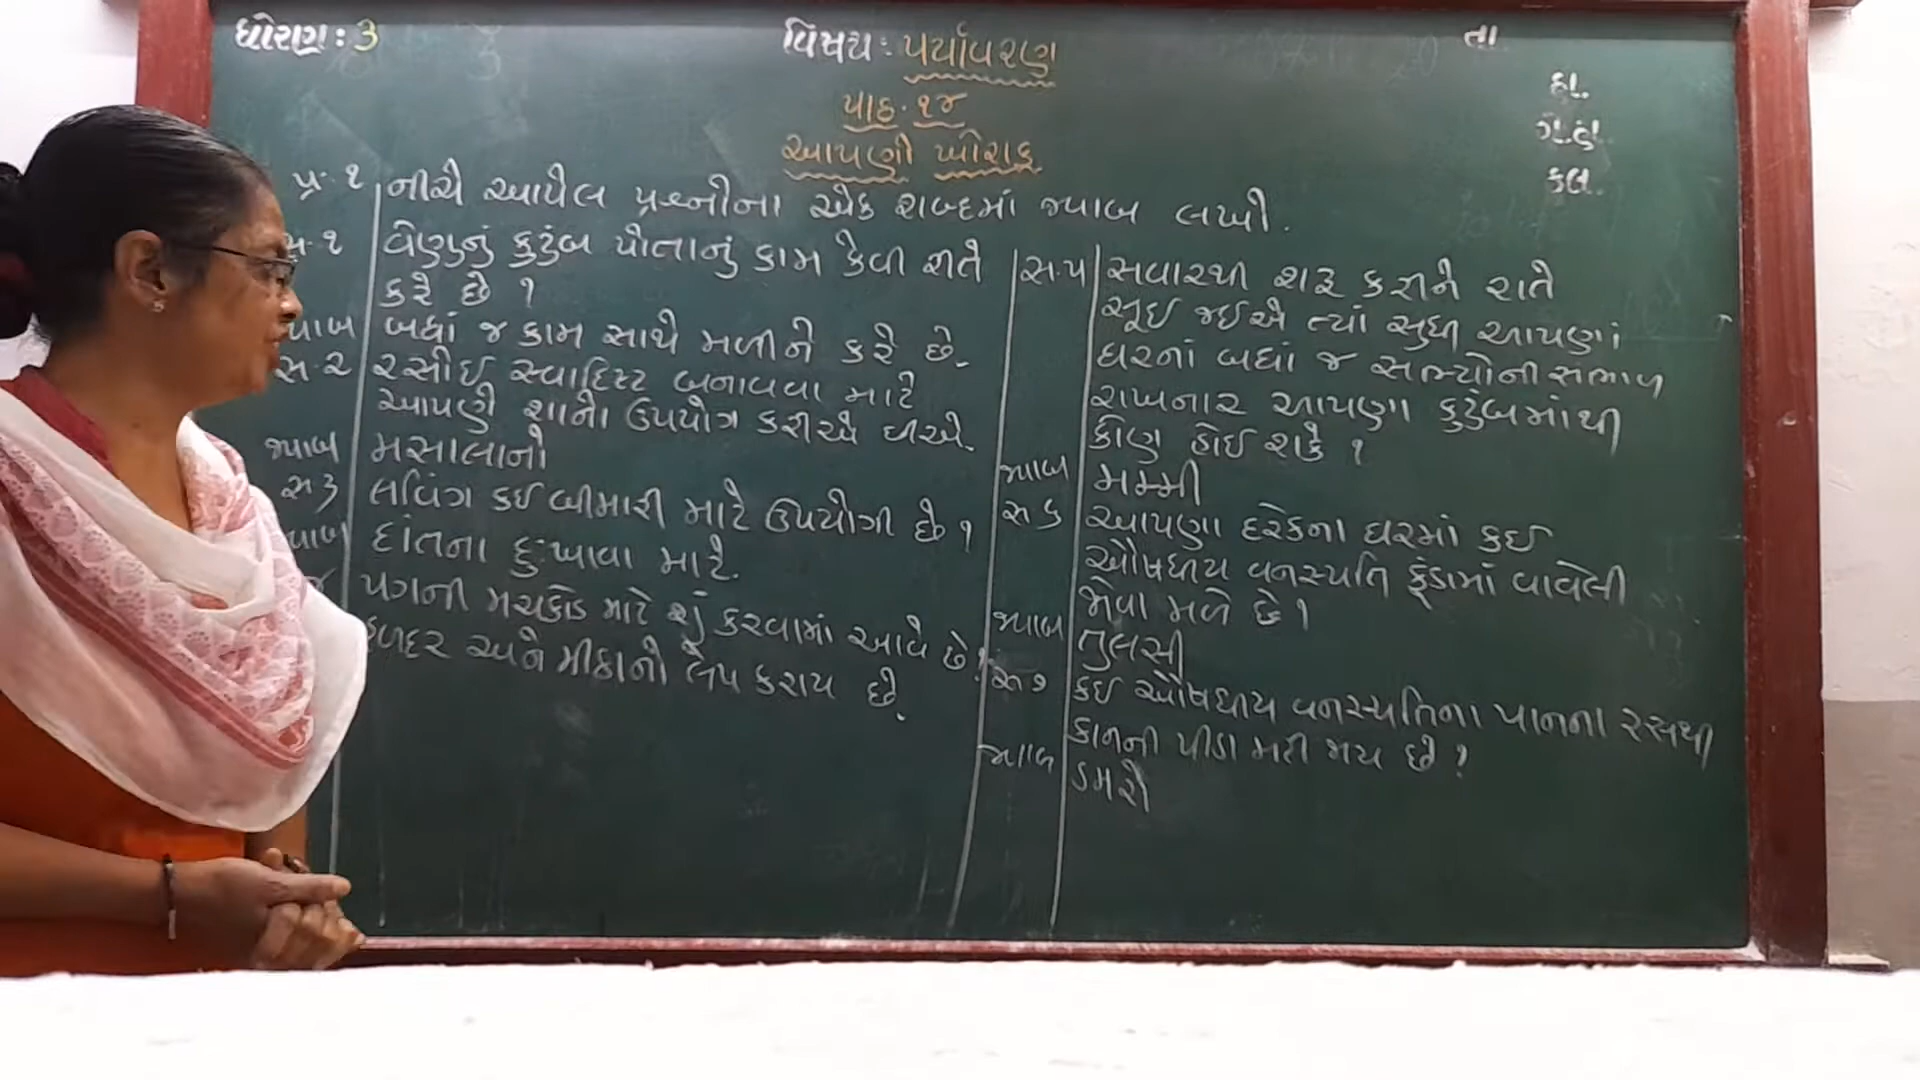 ધોરણ : 3
વિષય : પર્યાવરણ
તા
હા.
ગે.હા.
કુલ.
પાઠ. ૧૪
આપણો ખોરાક
પ્ર. ૧ નીચે આપેલ પ્રશ્નોના એક શબ્દમાં જવાબ લખો.
સ. ૧ વેણુનું કુટુંબ પોતાનું કામ કેવી રીતે
કરે છે ?
જવાબ બધાં જ કામ સાથે મળીને કરે છે.
સ. ૨ રસોઈ સ્વાદિષ્ટ બનાવવા માટે
આપણે શાનો ઉપયોગ કરીએ છીએ.
જવાબ મસાલાનો
સ ૩ લવિંગ કઈ બીમારી માટે ઉપયોગી છે ?
જવાબ દાંતના દુઃખાવા માટે.
૪ પગની મચકોડ માટે શું કરવામાં આવે છે ?
હળદર અને મીઠાનો લેપ કરાય છે.
સ. ૫ સવારથી શરૂ કરીને રાતે
સૂઈ જઈએ ત્યાં સુધી આપણાં
ઘરનાં બધાં જ સભ્યોની સંભાળ
રાખનાર આપણા કુટુંબમાંથી
કોણ હોઈ શકે ?
જવાબ મમ્મી
સ ૬ આપણા દરેકના ઘરમાં કઈ
ઔષધીય વનસ્પતિ કૂંડામાં વાવેલી
જોવા મળે છે ?
જવાબ તુલસી
સ ૭ કઈ ઔષધીય વનસ્પતિના પાનના રસથી
કાનની પીડા મટી જાય છે ?
જવાબ ડમરો